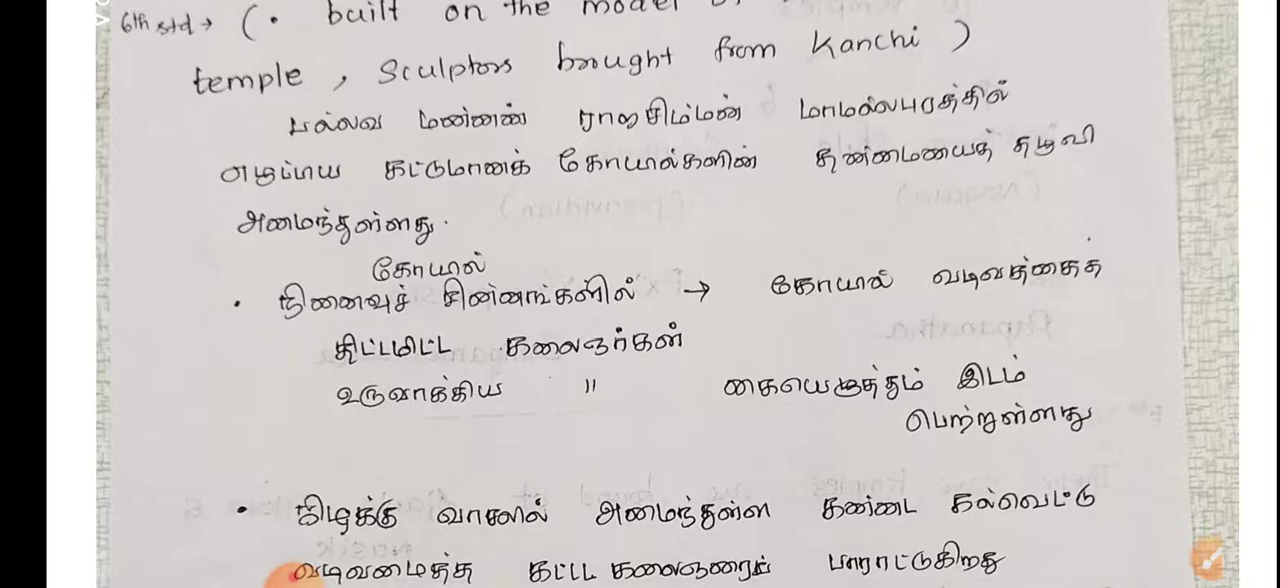 6th std → ( • built on the model
temple , Sculptors brought from Kanchi )
பல்லவ மன்னன் ராஜசிம்மன் மாமல்லபுரத்தில்
எழுப்பிய கட்டுமானக் கோயில்களின் தன்மையைத் தழுவி
அமைந்துள்ளது.
கோயில்
• நினைவுச் சின்னங்களில் → கோயில் வடிவத்தைத்
திட்டமிட்ட கலைஞர்கள்
உருவாக்கிய " கையெழுத்தும் இடம்
பெற்றுள்ளது
• கிழக்கு வாசலில் அமைந்துள்ள கன்னட கல்வெட்டு
வடிவமைத்த கட்ட கலைஞரைப் பாராட்டுகிறது